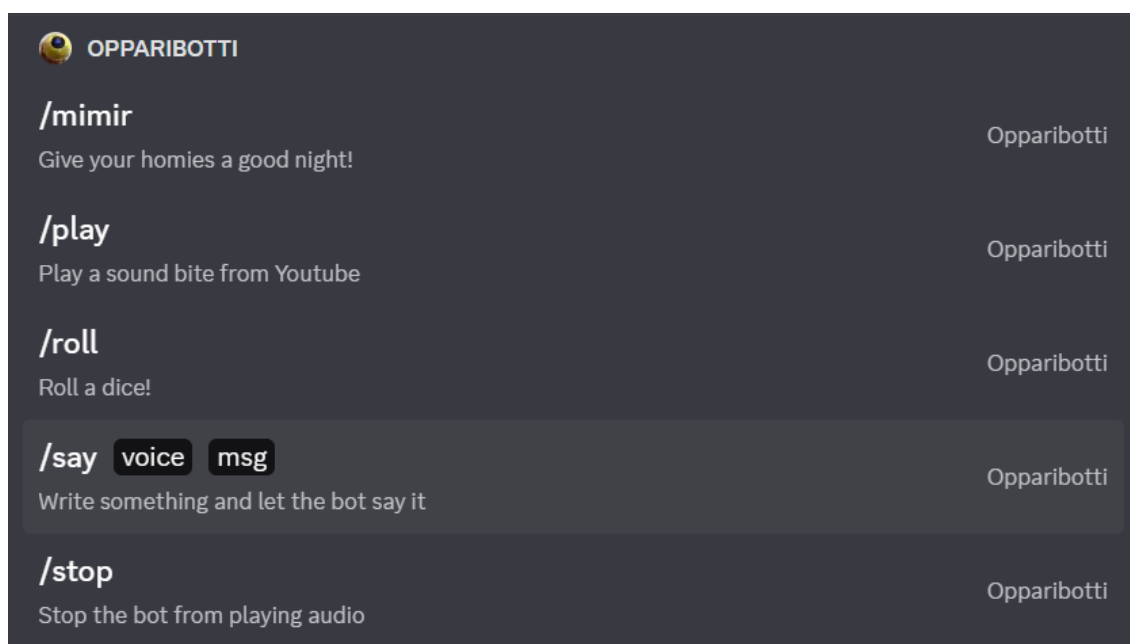 OPPARIBOTTI
/mimir
Give your homies a good night!
Opparibotti
/play
Play a sound bite from Youtube
Opparibotti
/roll
Roll a dice!
Opparibotti
/say voice msg
Write something and let the bot say it
Opparibotti
/stop
Stop the bot from playing audio
Opparibotti